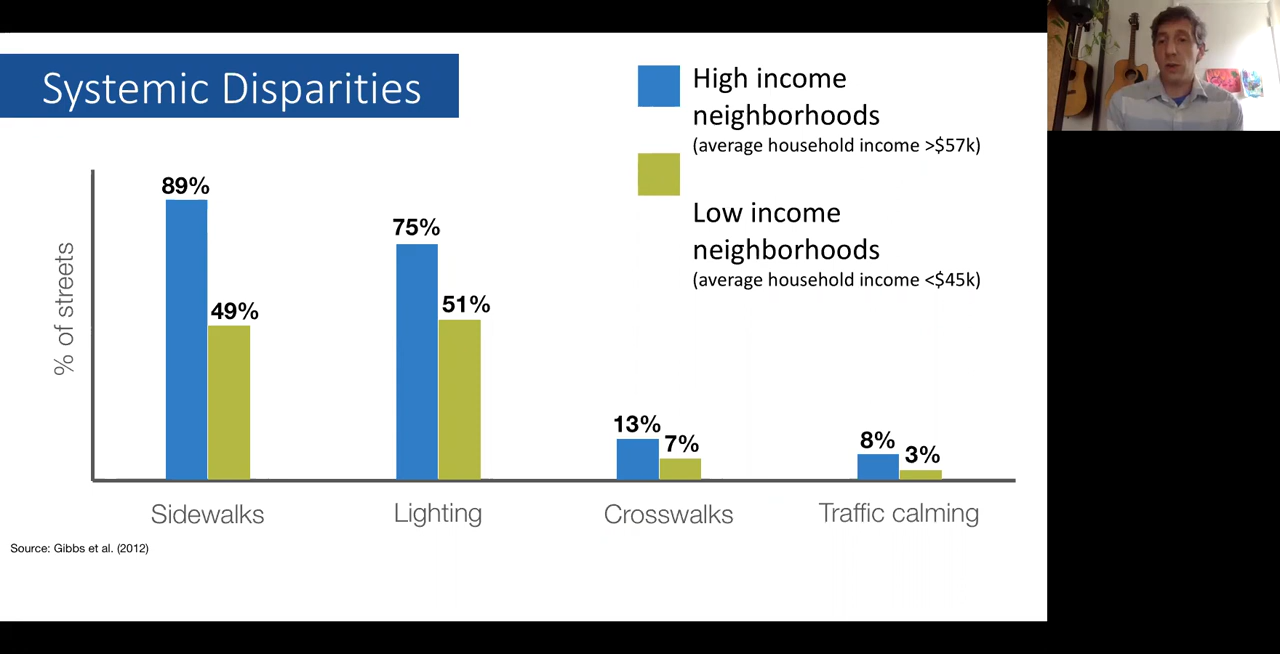 Systemic Disparities
High income
neighborhoods
(average household income >$57k)
Low income
neighborhoods
(average household income <$45k)
% of streets
89%
49%
75%
51%
13%
7%
8%
3%
Sidewalks
Lighting
Crosswalks
Traffic calming
Source: Gibbs et al. (2012)